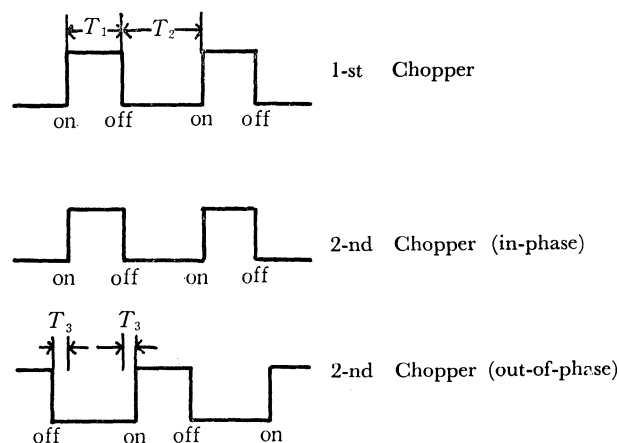 T₁ T₂
1-st Chopper
on off on off
2-nd Chopper (in-phase)
on off on off
T₃ T₃
2-nd Chopper (out-of-phase)
off on off on